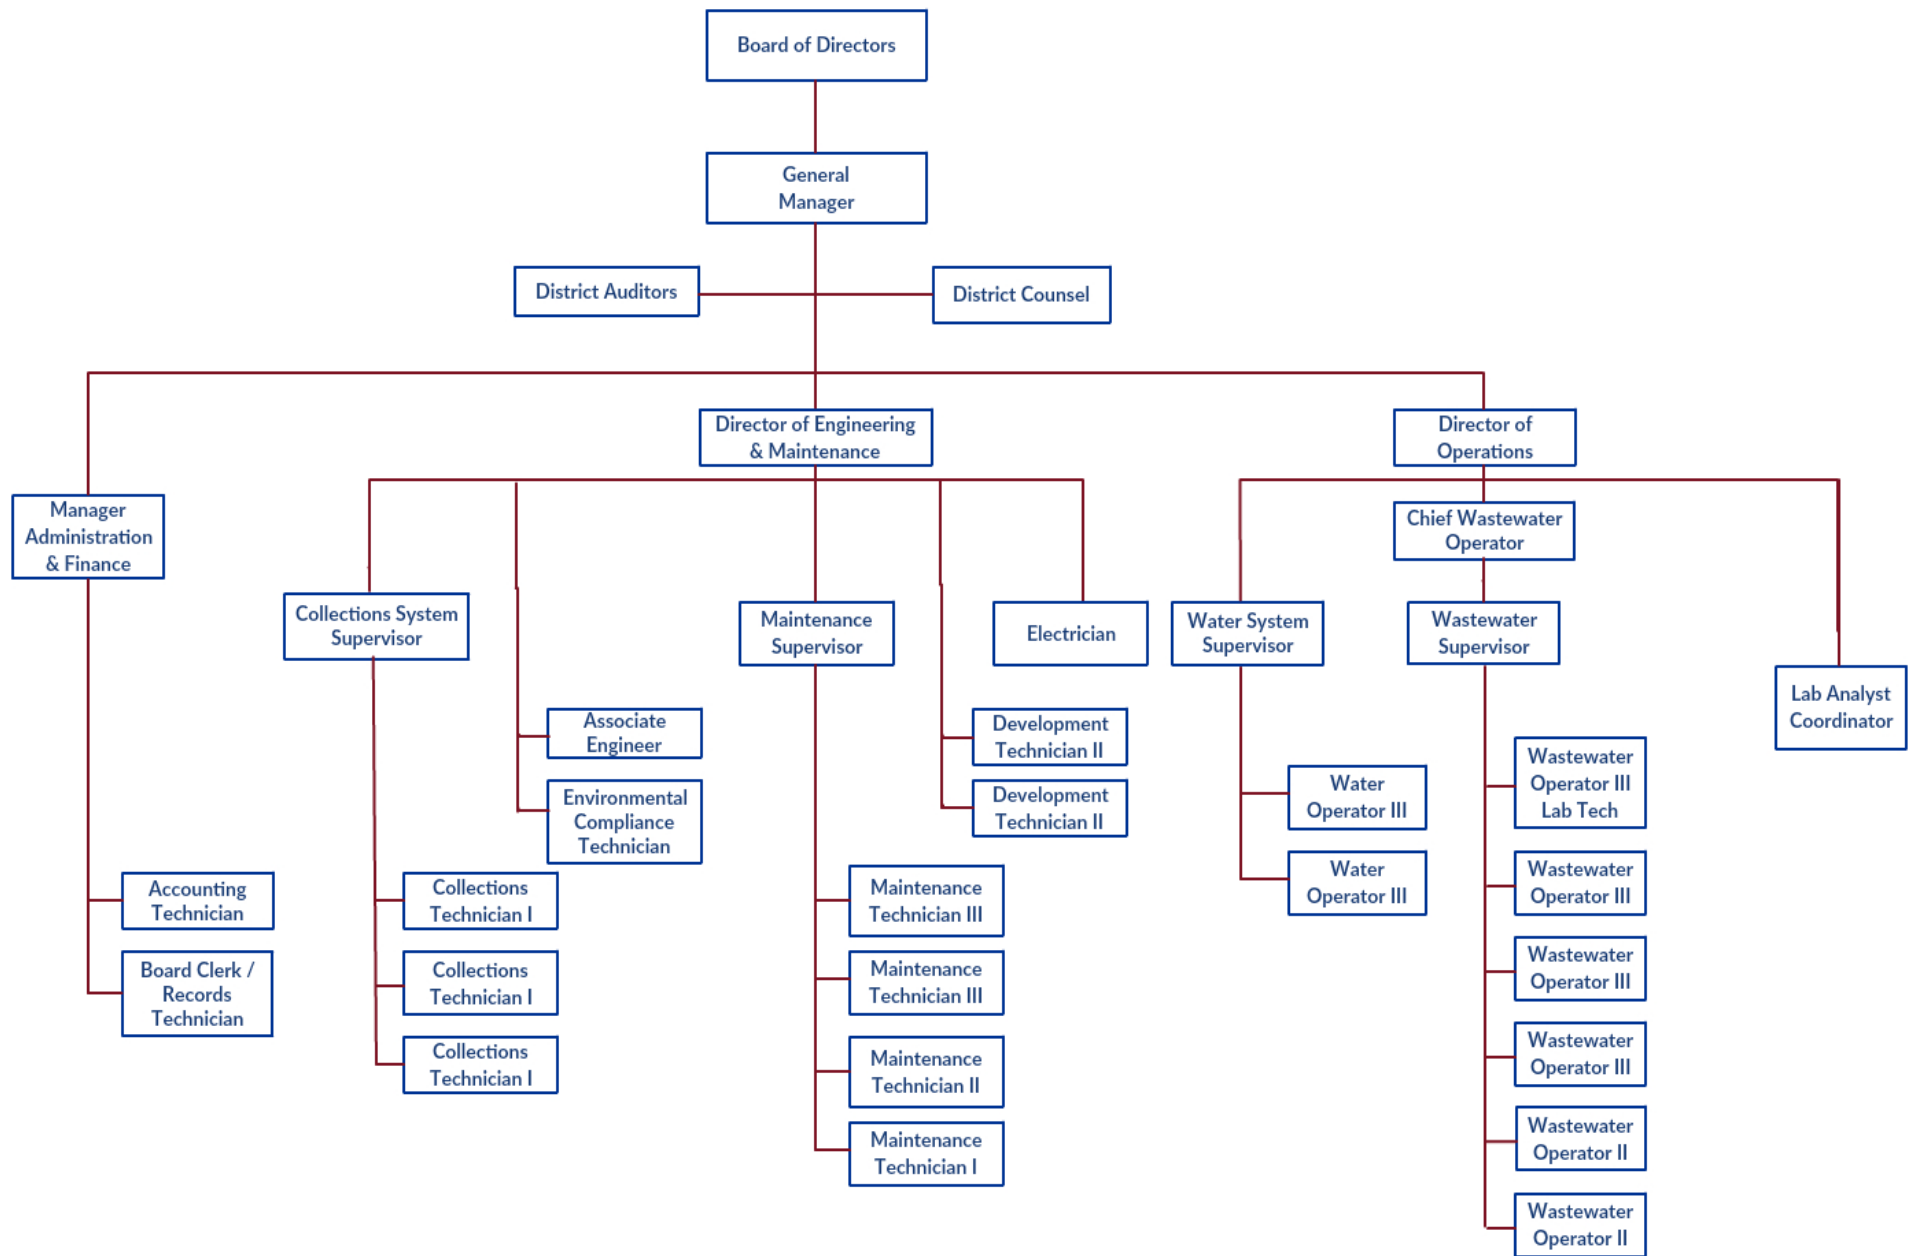 Board of Directors
General
Manager
District Auditors
District Counsel
Director of Engineering
& Maintenance
Director of
Operations
Manager
Administration
& Finance
Chief Wastewater
Operator
Collections System
Supervisor
Maintenance
Supervisor
Electrician
Water System
Supervisor
Wastewater
Supervisor
Lab Analyst
Coordinator
Associate
Engineer
Environmental
Compliance
Technician
Development
Technician II
Development
Technician II
Accounting
Technician
Board Clerk /
Records
Technician
Collections
Technician I
Collections
Technician I
Collections
Technician I
Maintenance
Technician III
Maintenance
Technician III
Maintenance
Technician II
Maintenance
Technician I
Water
Operator III
Water
Operator III
Wastewater
Operator III
Lab Tech
Wastewater
Operator III
Wastewater
Operator III
Wastewater
Operator III
Wastewater
Operator II
Wastewater
Operator II